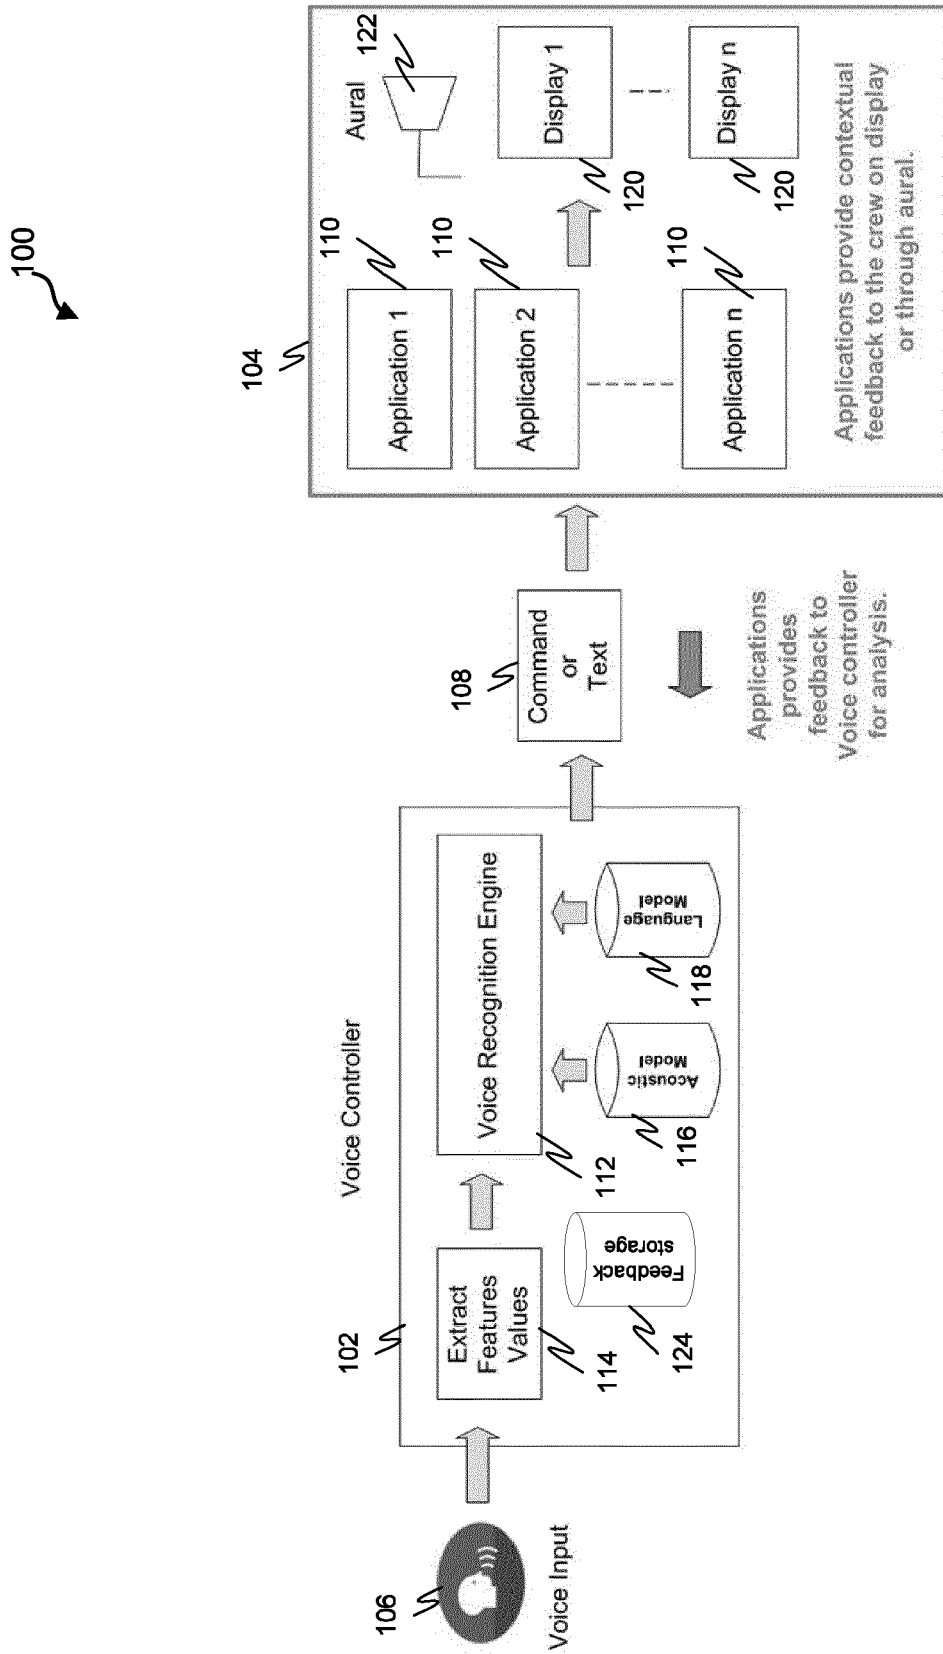 100
104
Aural
122
Application 1
110
Application 2
110
Application n
110
Display 1
120
Display n
120
Applications provide contextual
feedback to the crew on display
or through aural.
108
Command
or
Text
Applications
provides
feedback to
Voice controller
for analysis.
Voice Controller
102
Extract
Features
Values
114
Voice Recognition Engine
112
Feedback
storage
124
Acoustic
Model
116
Language
Model
118
106
Voice Input